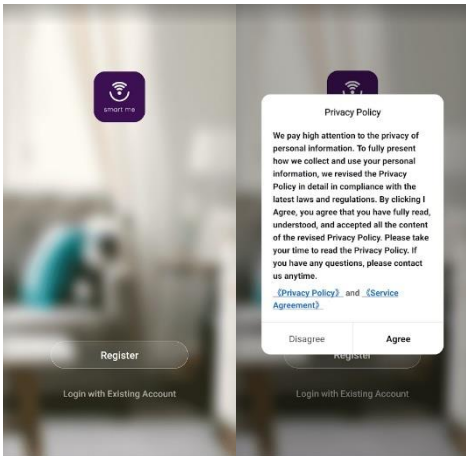 smart me
Register
Login with Existing Account
Privacy Policy
We pay high attention to the privacy of
personal information. To fully present
how we collect and use your personal
information, we revised the Privacy
Policy in detail in compliance with the
latest laws and regulations. By clicking I
Agree, you agree that you have fully read,
understood, and accepted all the content
of the revised Privacy Policy. Please take
your time to read the Privacy Policy. If
you have any questions, please contact
us anytime.
《Privacy Policy》 and 《Service
Agreement》
Disagree Agree
Register
Login with Existing Account